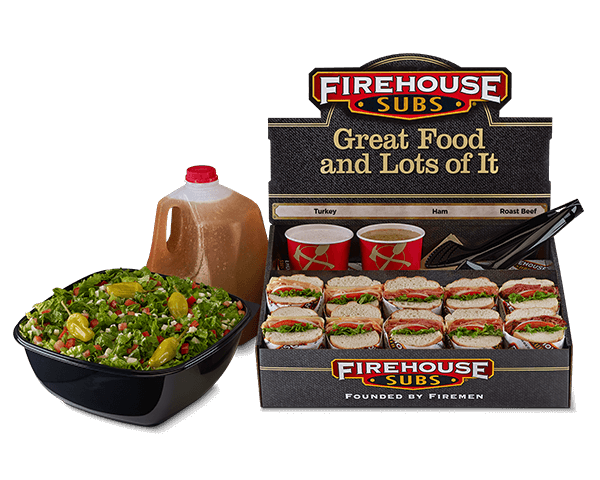 FIREHOUSE
SUBS
Great Food
and Lots of It
Turkey Ham Roast Beef
FIREHOUSE
SUBS
FOUNDED BY FIREMEN